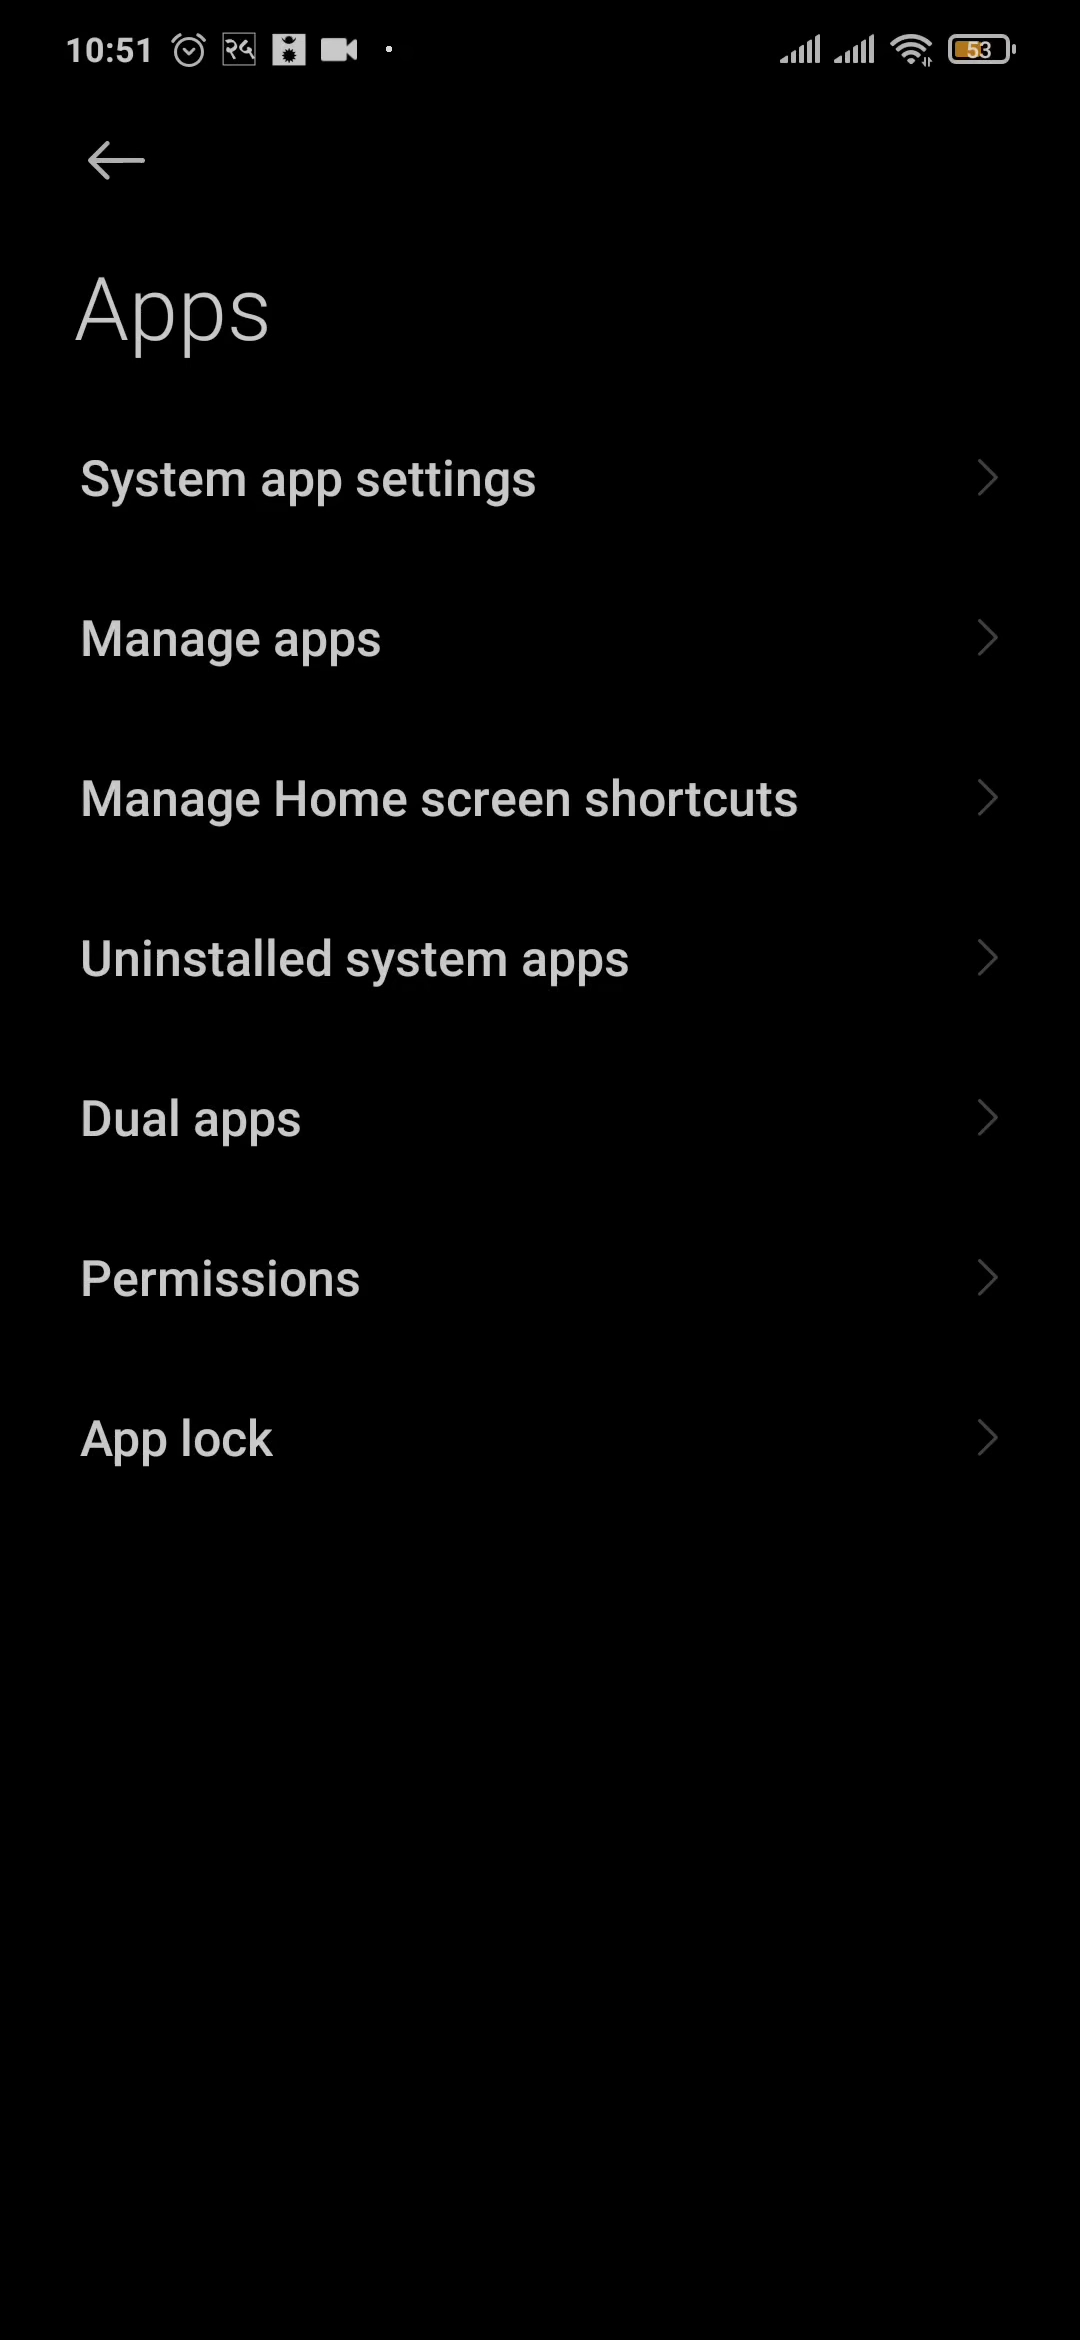 10:51 २५ 53
Apps
System app settings
Manage apps
Manage Home screen shortcuts
Uninstalled system apps
Dual apps
Permissions
App lock